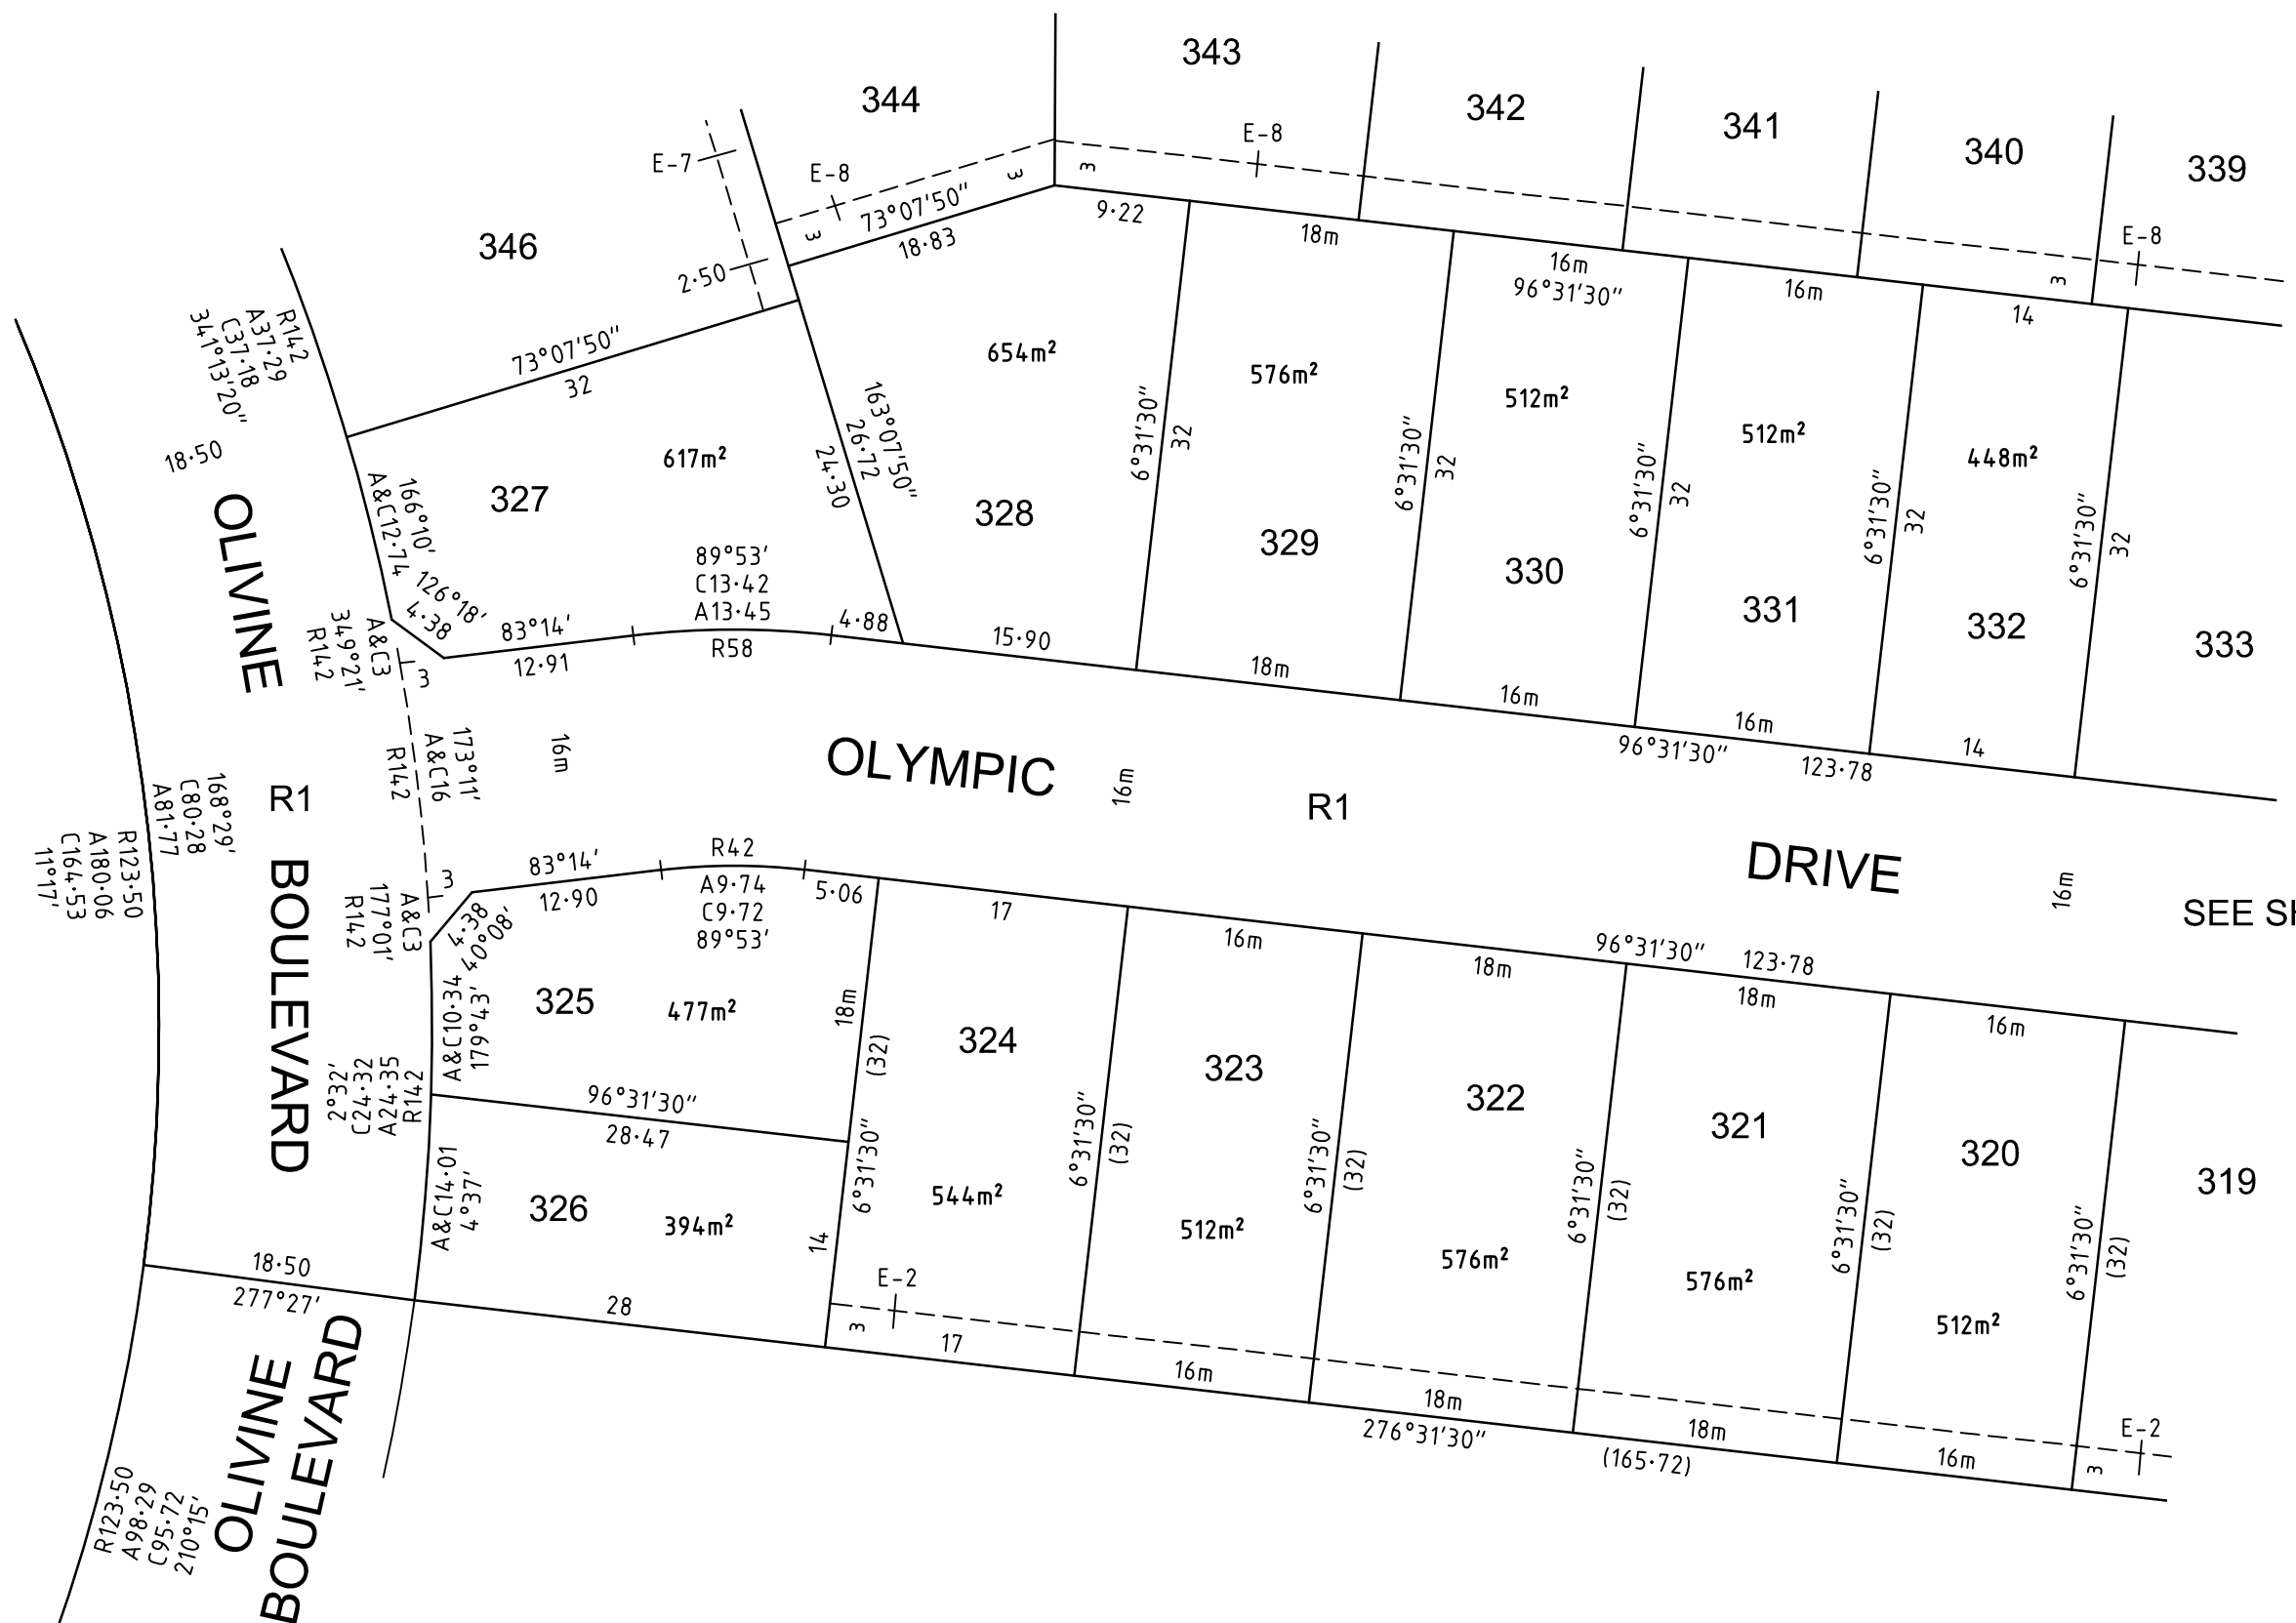 343
344
342
341
340
339
E-8
E-7
E-8
E-8
346
3
3
3
3
73°07'50"
18·83
9·22
18m
16m
96°31'30"
16m
14
2·50
R142
A37·29
C37·18
341°13'20"
73°07'50"
32
18·50
654m²
576m²
512m²
512m²
448m²
617m²
327
163°07'50"
26·72
24·30
328
329
330
331
332
333
6°31'30"
32
6°31'30"
32
6°31'30"
32
6°31'30"
32
6°31'30"
32
166°10'
A&C12·74
126°18'
4·38
89°53'
C13·42
A13·45
R58
83°14'
12·91
4·88
15·90
18m
16m
16m
14
96°31'30"
123·78
A&C3
349°21'
R142
3
OLIVINE
R1
BOULEVARD
173°11'
A&C16
R142
16m
OLYMPIC
16m
R1
DRIVE
16m
SEE SH
168°29'
C80·28
A81·77
R123·50
A180·06
C164·53
11°17'
A&C3
177°01'
R142
3
83°14'
12·90
R42
A9·74
C9·72
89°53'
5·06
17
16m
18m
96°31'30"
123·78
18m
16m
4·38
40°08'
A&C10·34
179°43'
325
477m²
18m
(32)
324
323
322
321
320
319
2°32'
C24·32
A24·35
R142
96°31'30"
28·47
A&C14·01
4°37'
326
394m²
6°31'30"
14
544m²
6°31'30"
(32)
512m²
6°31'30"
(32)
576m²
6°31'30"
(32)
576m²
6°31'30"
(32)
512m²
6°31'30"
(32)
18·50
277°27'
28
E-2
3
17
16m
18m
276°31'30"
(165·72)
18m
16m
E-2
3
OLIVINE
BOULEVARD
R123·50
A98·29
C95·72
210°15'